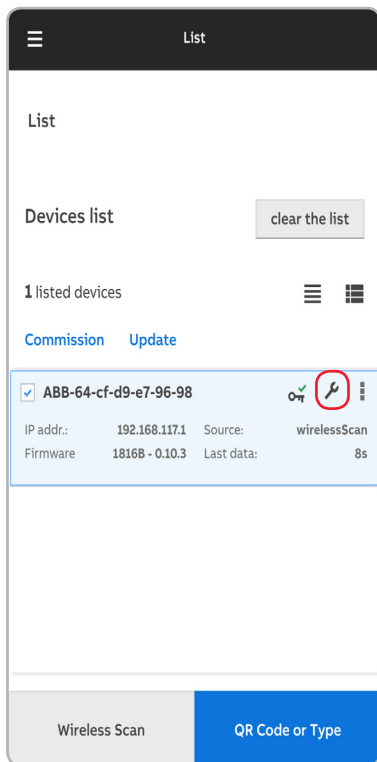 List
List
Devices list
clear the list
1 listed devices
Commission Update
ABB-64-cf-d9-e7-96-98
IP addr.: 192.168.117.1 Source: wirelessScan
Firmware 1816B - 0.10.3 Last data: 8s
Wireless Scan
QR Code or Type